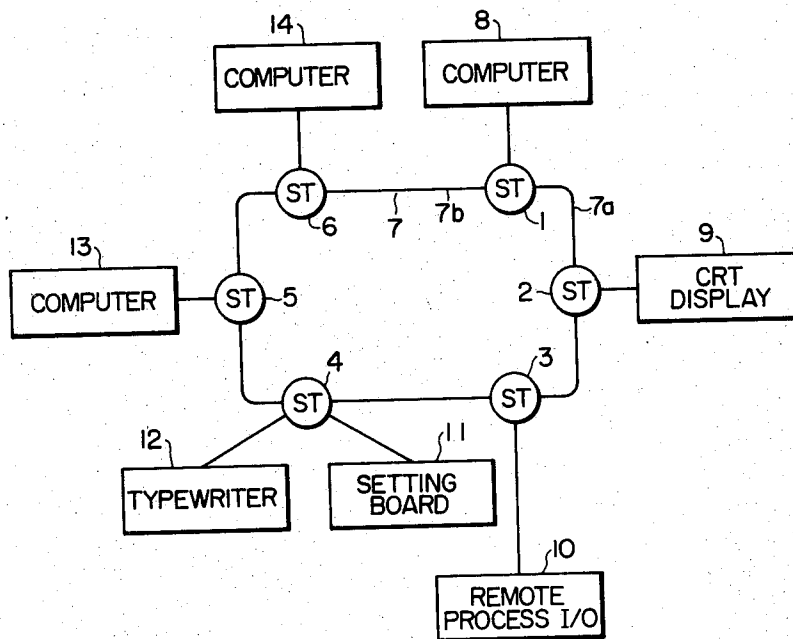 14
COMPUTER
8
COMPUTER
ST
6
7
7b
ST
1
7a
13
COMPUTER
ST
5
2
ST
9
CRT
DISPLAY
4
ST
3
ST
12
TYPEWRITER
11
SETTING
BOARD
10
REMOTE
PROCESS I/O